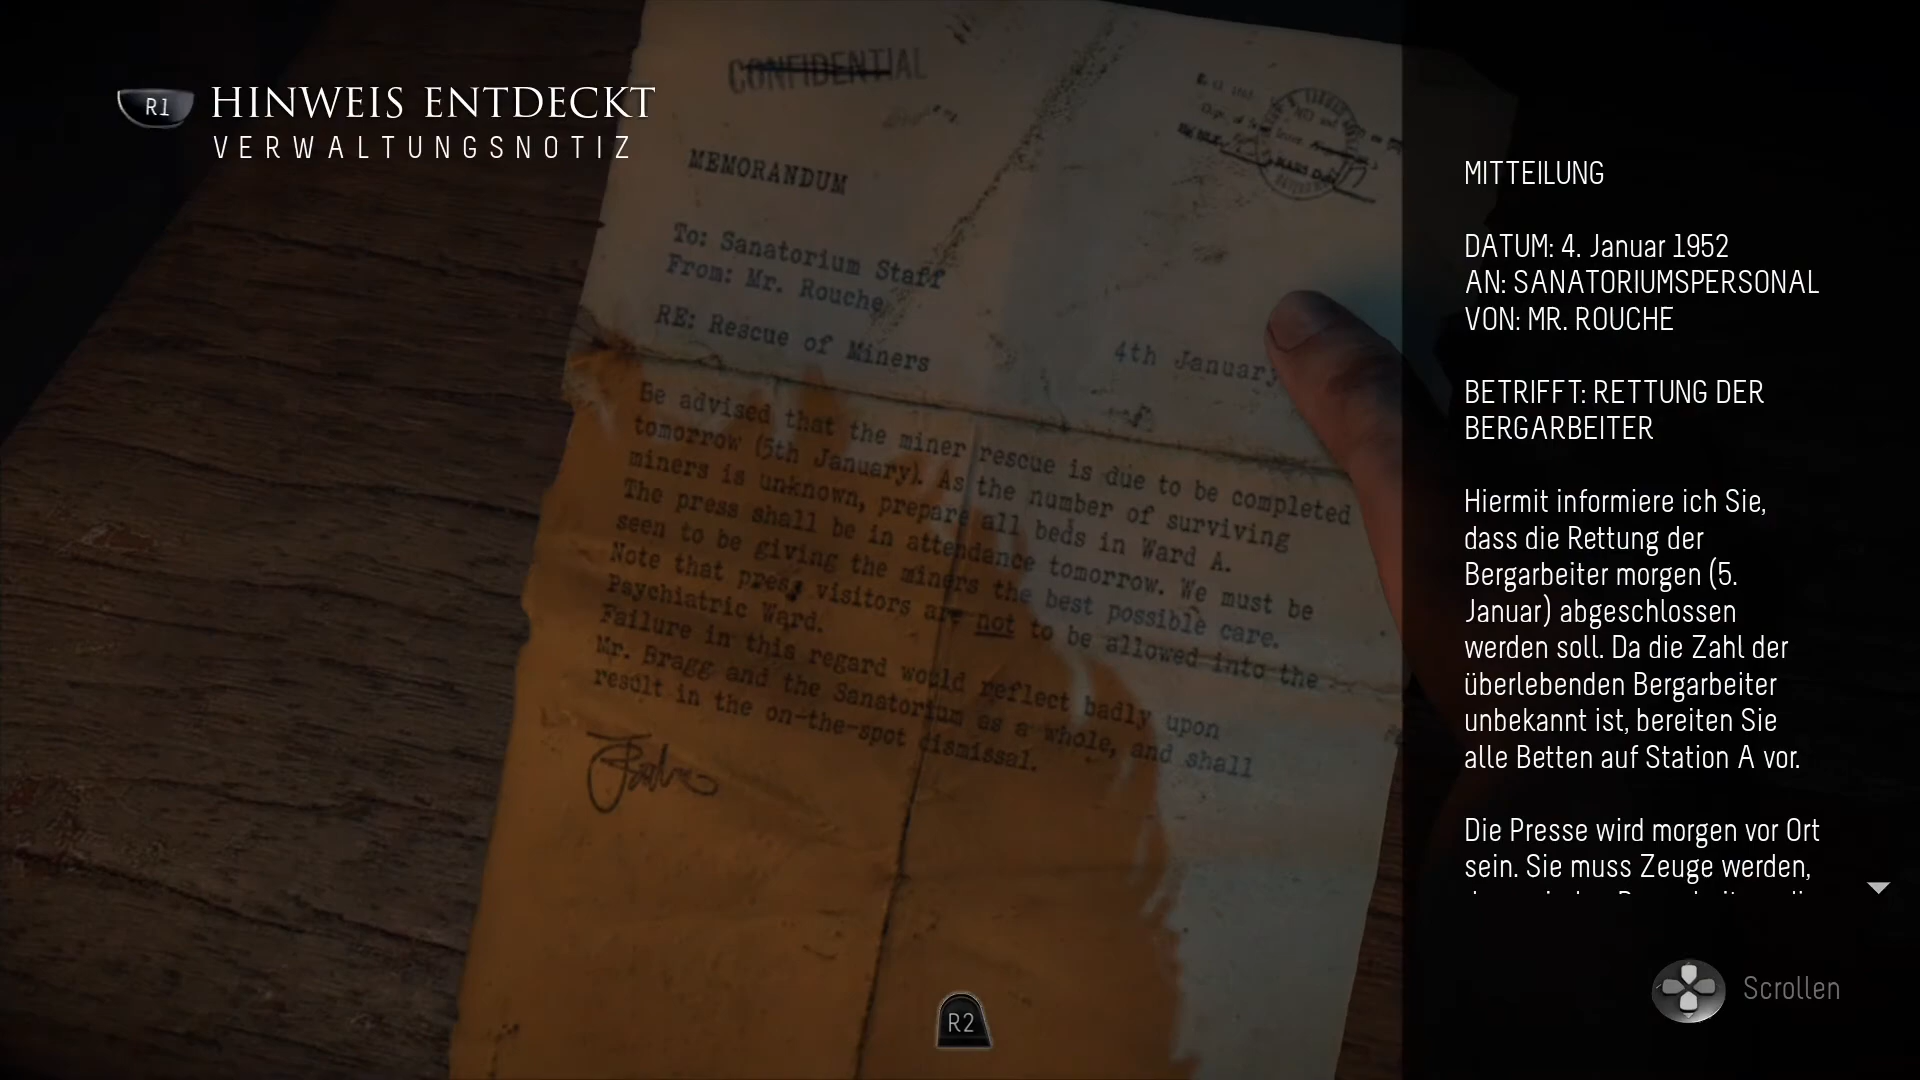 R1
HINWEIS ENTDECKT
VERWALTUNGSNOTIZ
CONFIDENTIAL
MEMORANDUM
To: Sanatorium Staff
From: Mr. Rouche
RE: Rescue of Miners
4th January
Be advised that the miner rescue is due to be completed
tomorrow (5th January). As the number of surviving
miners is unknown, prepare all beds in Ward A.
The press shall be in attendance tomorrow. We must be
seen to be giving the miners the best possible care.
Note that press visitors are not to be allowed into the
Psychiatric Ward.
Failure in this regard would reflect badly upon
Mr. Bragg and the Sanatorium as a whole, and shall
result in the on-the-spot dismissal.
MITTEILUNG
DATUM: 4. Januar 1952
AN: SANATORIUMSPERSONAL
VON: MR. ROUCHE
BETRIFFT: RETTUNG DER
BERGARBEITER
Hiermit informiere ich Sie,
dass die Rettung der
Bergarbeiter morgen (5.
Januar) abgeschlossen
werden soll. Da die Zahl der
überlebenden Bergarbeiter
unbekannt ist, bereiten Sie
alle Betten auf Station A vor.
Die Presse wird morgen vor Ort
sein. Sie muss Zeuge werden,
Scrollen
R2